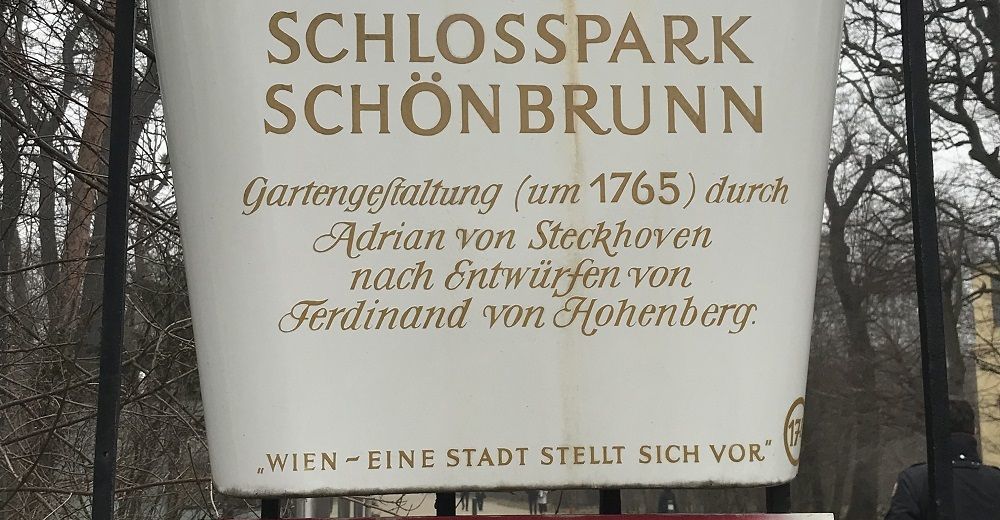 SCHLOSSPARK
SCHÖNBRUNN
Gartengeſtaltung (um 1765) durch
Adrian von Steckhoven
nach Entwürfen von
Ferdinand von Hohenberg.
„WIEN – EINE STADT STELLT SICH VOR“